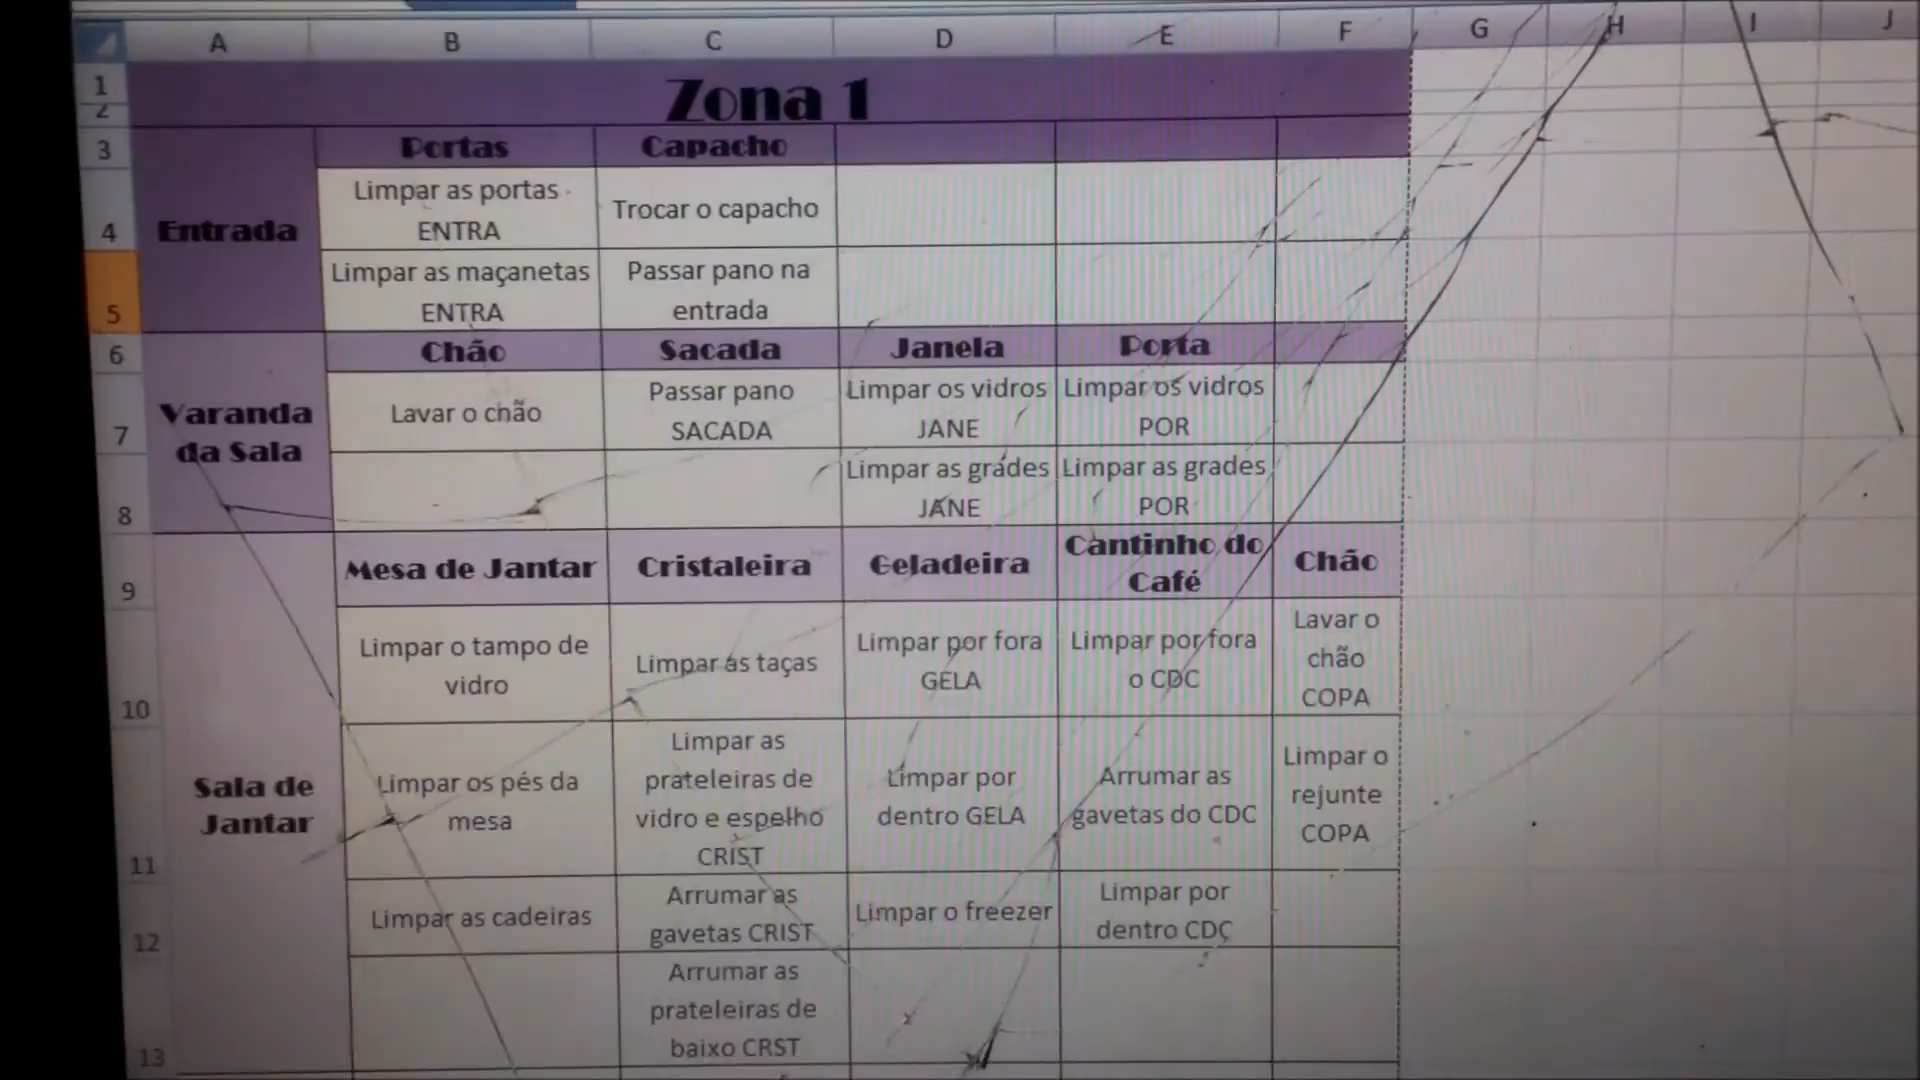 A B C D E F G H I J
1 Zona 1
2
3 Portas Capacho
4 Entrada Limpar as portas ENTRA Trocar o capacho
5 Limpar as maçanetas ENTRA Passar pano na entrada
6 Chão Sacada Janela Porta
7 Varanda da Sala Lavar o chão Passar pano SACADA Limpar os vidros JANE Limpar os vidros POR
8 Limpar as grades JANE Limpar as grades POR
9 Mesa de Jantar Cristaleira Geladeira Cantinho do Café Chão
10 Limpar o tampo de vidro Limpar as taças Limpar por fora GELA Limpar por fora o CDC Lavar o chão COPA
11 Sala de Jantar Limpar os pés da mesa Limpar as prateleiras de vidro e espelho CRIST Limpar por dentro GELA Arrumar as gavetas do CDC Limpar o rejunte COPA
12 Limpar as cadeiras Arrumar as gavetas CRIST Limpar o freezer Limpar por dentro CDC
13 Arrumar as prateleiras de baixo CRST